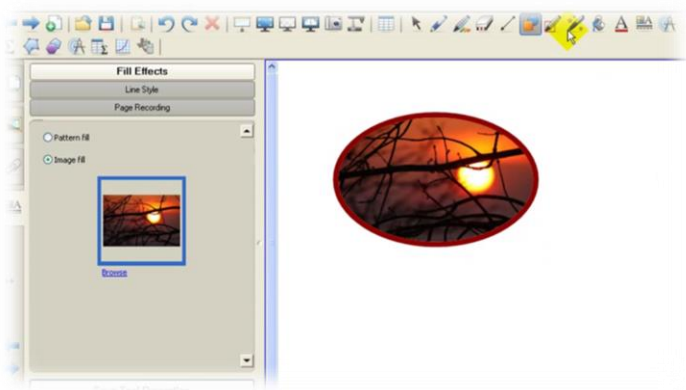 Fill Effects
Line Style
Page Recording
Pattern fill
Image fill
Browse
A